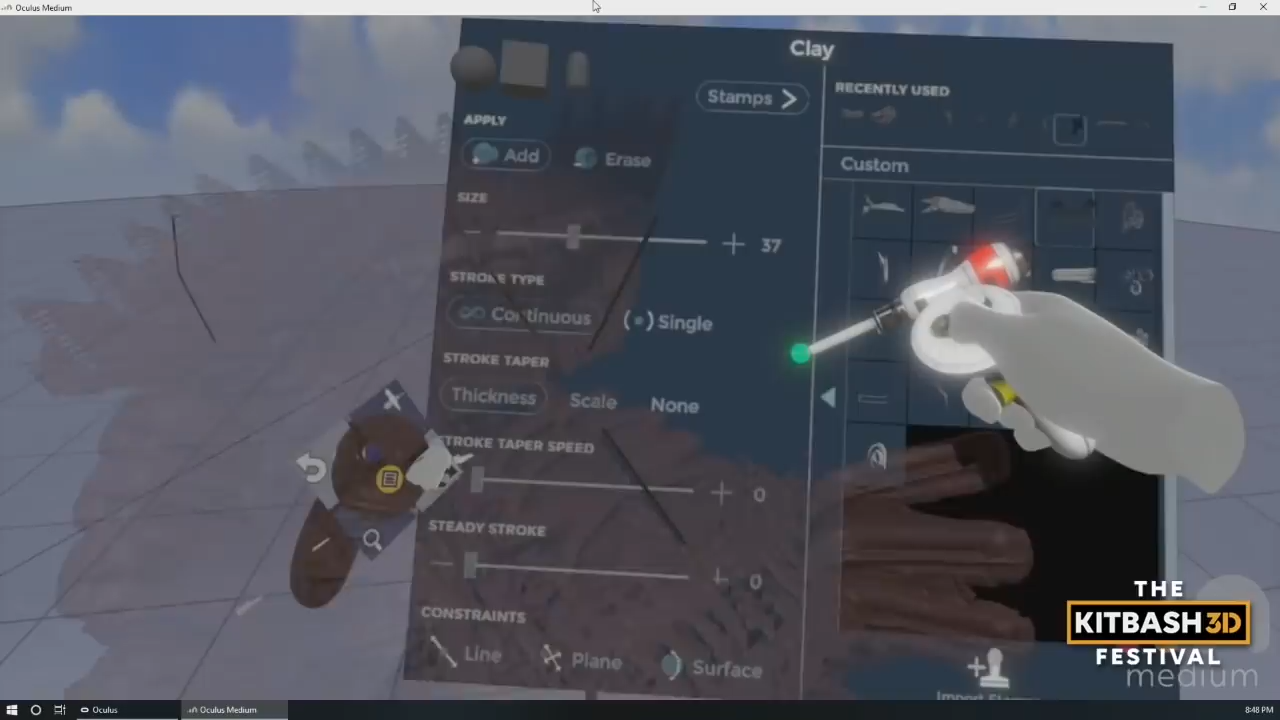 Oculus Medium
Clay
Stamps
RECENTLY USED
APPLY
Add
Erase
Custom
SIZE
37
STROKE TYPE
Continuous
Single
STROKE TAPER
Thickness
Scale
None
STROKE TAPER SPEED
0
STEADY STROKE
0
CONSTRAINTS
Line
Plane
Surface
THE
KITBASH3D
FESTIVAL
medium
Oculus
Oculus Medium
8:48 PM